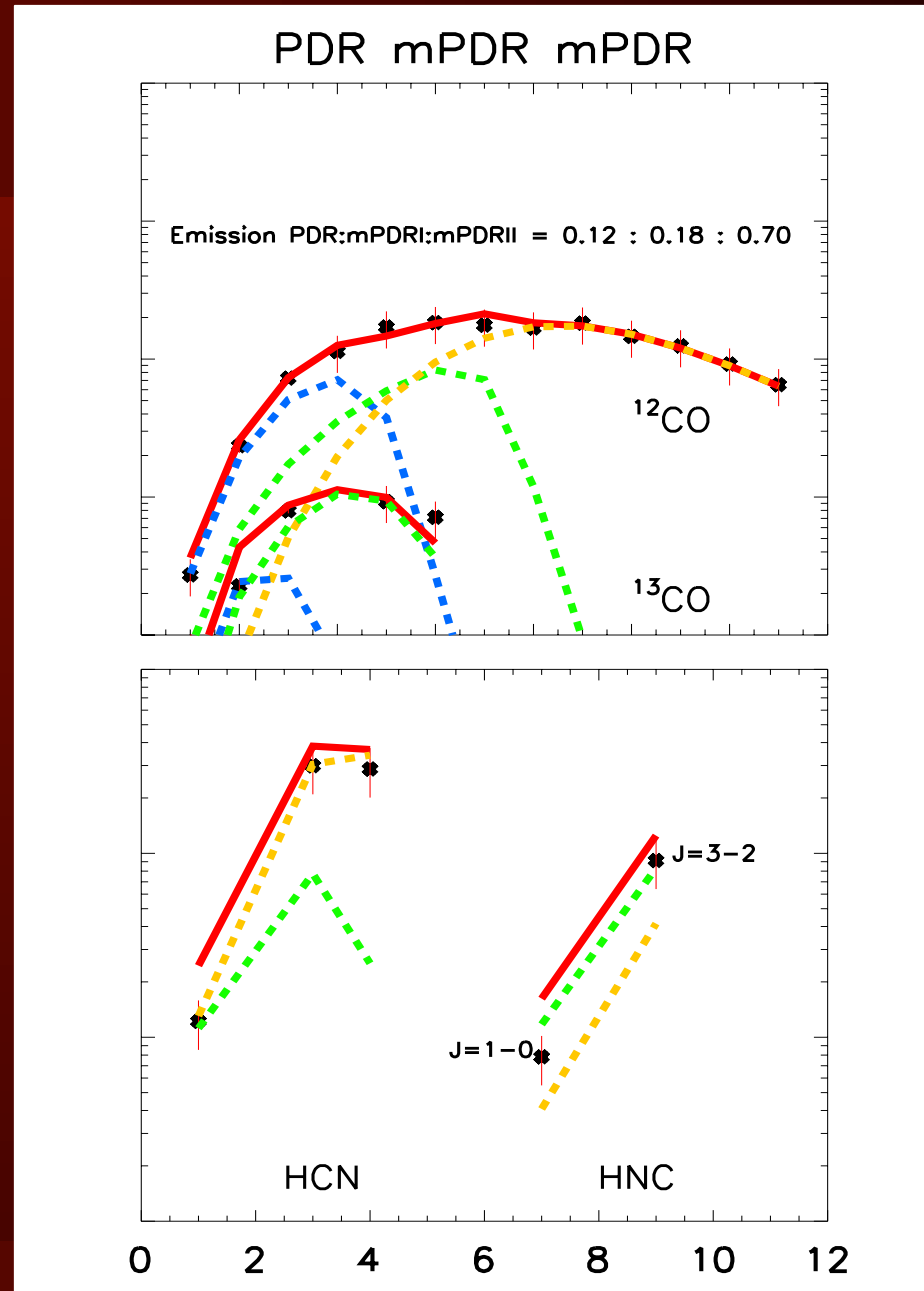 PDR mPDR mPDR
Emission PDR:mPDRI:mPDRII = 0.12 : 0.18 : 0.70
¹²CO
¹³CO
J=3-2
J=1-0
HCN HNC
0 2 4 6 8 10 12